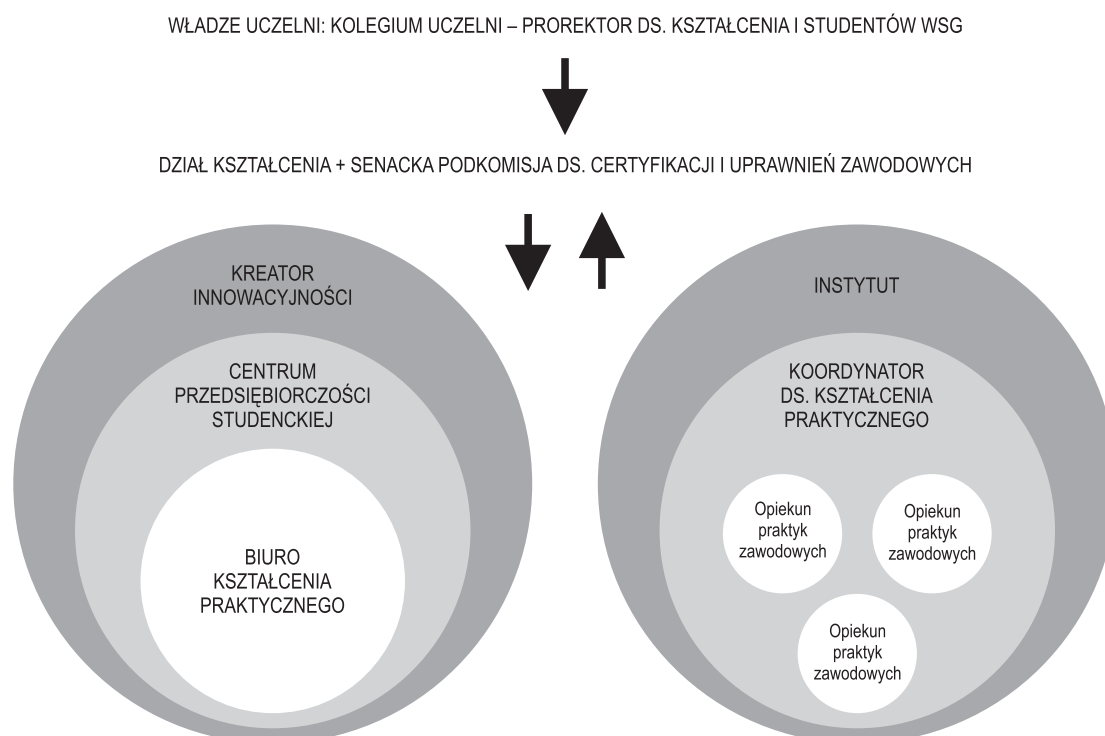 WŁADZE UCZELNI: KOLEGIUM UCZELNI – PROREKTOR DS. KSZTAŁCENIA I STUDENTÓW WSG
DZIAŁ KSZTAŁCENIA + SENACKA PODKOMISJA DS. CERTYFIKACJI I UPRAWNIEŃ ZAWODOWYCH
KREATOR
INNOWACYJNOŚCI
CENTRUM
PRZEDSIĘBIORCZOŚCI
STUDENCKIEJ
BIURO
KSZTAŁCENIA
PRAKTYCZNEGO
INSTYTUT
KOORDYNATOR
DS. KSZTAŁCENIA
PRAKTYCZNEGO
Opiekun
praktyk
zawodowych
Opiekun
praktyk
zawodowych
Opiekun
praktyk
zawodowych